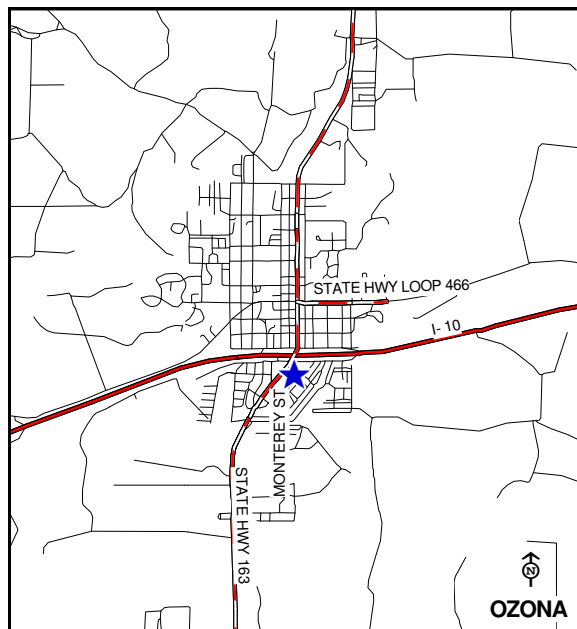 STATE HWY LOOP 466
I- 10
MONTEREY ST
STATE HWY 163
N
OZONA